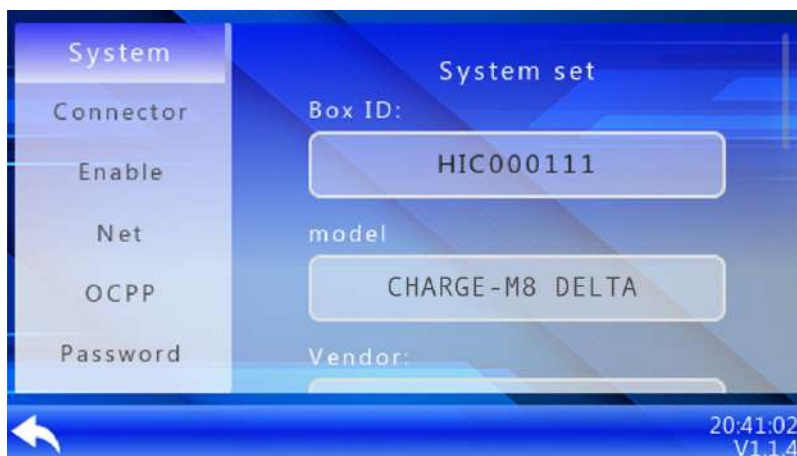 System
Connector
Enable
Net
OCPP
Password
System set
Box ID:
HIC000111
model
CHARGE-M8 DELTA
Vendor:
20:41:02
V1.1.4